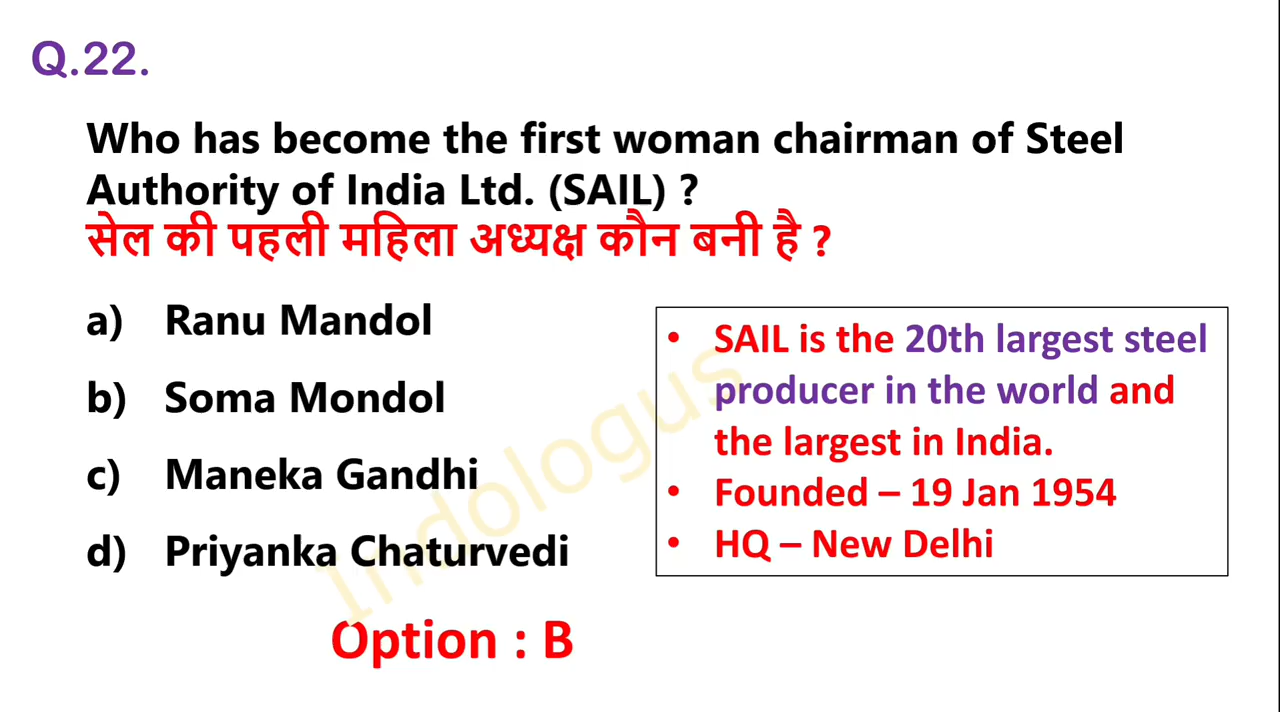 Q.22.
Who has become the first woman chairman of Steel
Authority of India Ltd. (SAIL) ?
सेल की पहली महिला अध्यक्ष कौन बनी है ?
a) Ranu Mandol
b) Soma Mondol
c) Maneka Gandhi
d) Priyanka Chaturvedi
• SAIL is the 20th largest steel
producer in the world and
the largest in India.
• Founded – 19 Jan 1954
• HQ – New Delhi
Indologus
Option : B